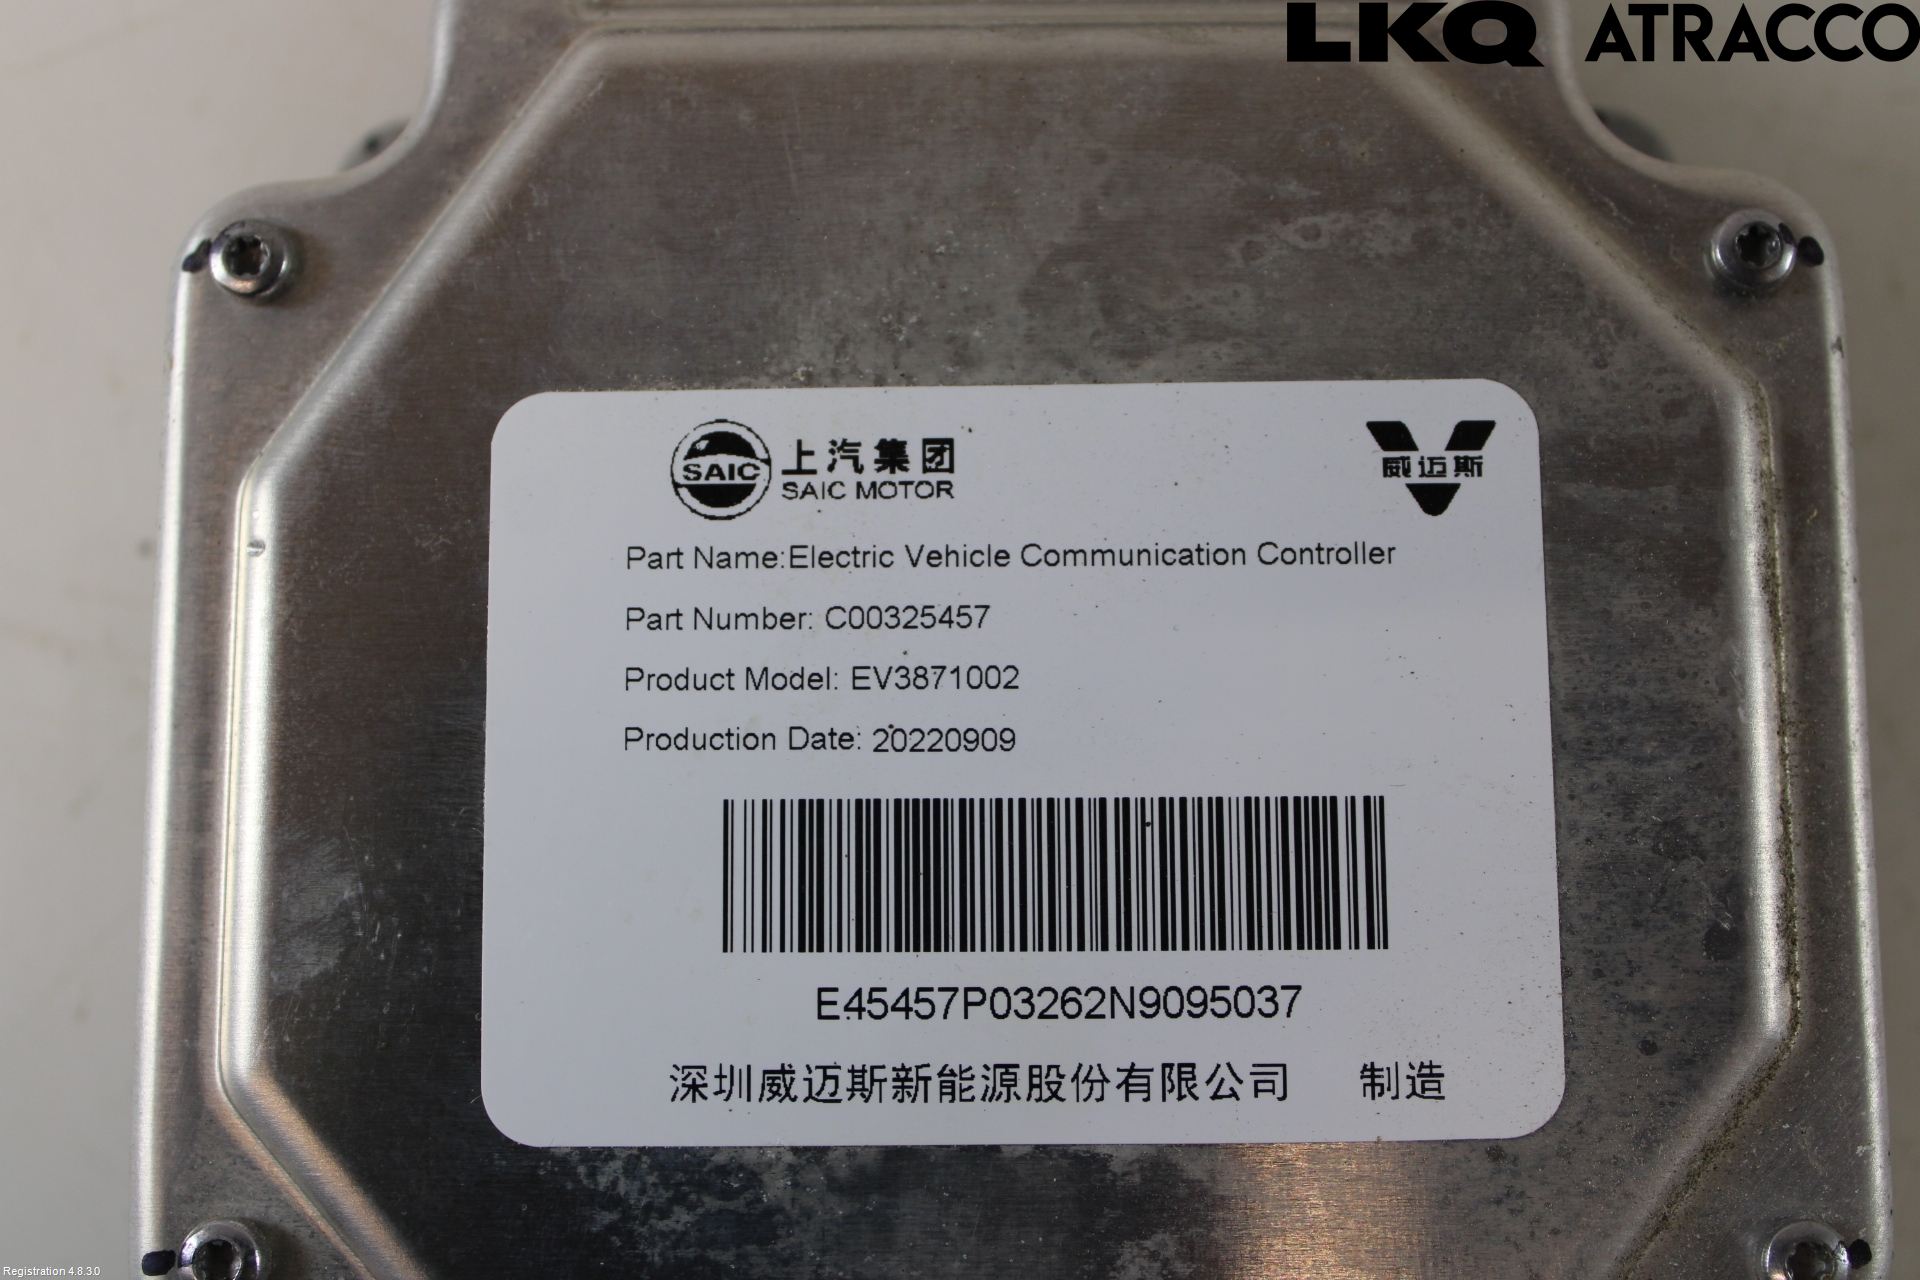 LKQ ATRACCO
SAIC 上汽集团
SAIC MOTOR
威迈斯
Part Name:Electric Vehicle Communication Controller
Part Number: C00325457
Product Model: EV3871002
Production Date: 20220909
E45457P03262N9095037
深圳威迈斯新能源股份有限公司 制造
Registration 4.8.3.0